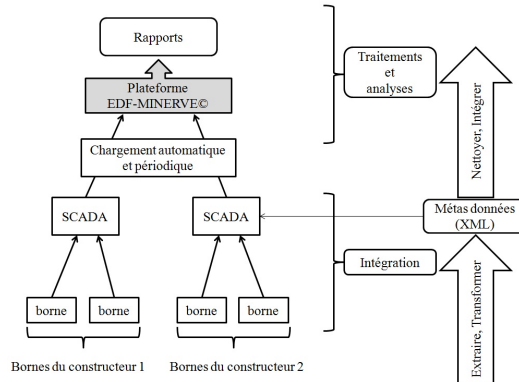 Rapports
Plateforme
EDF-MINERVE©
Chargement automatique
et périodique
SCADA
SCADA
borne
borne
borne
borne
Bornes du constructeur 1
Bornes du constructeur 2
Traitements
et
analyses
Intégration
Métas données
(XML)
Nettoyer, Intégrer
Extraire, Transformer